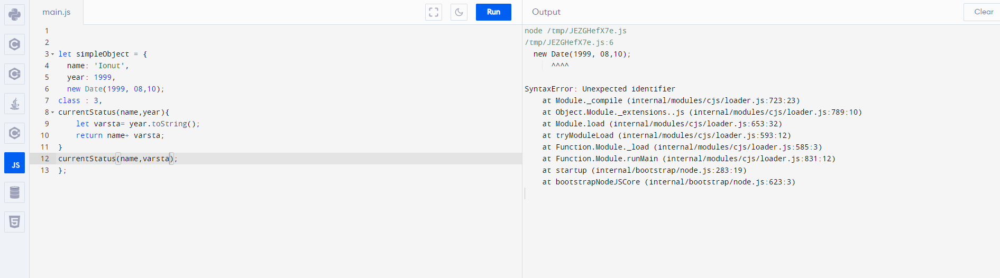 main.js
Run
Output
Clear
1
2
3 let simpleObject = {
4 name: 'Ionut',
5 year: 1999,
6 new Date(1999, 08,10);
7 class : 3,
8 currentStatus(name,year){
9 let varsta= year.toString();
10 return name+ varsta;
11 }
12 currentStatus(name,varsta);
13 };
JS
node /tmp/JEZGHefX7e.js
/tmp/JEZGHefX7e.js:6
new Date(1999, 08,10);
^^^^
SyntaxError: Unexpected identifier
at Module._compile (internal/modules/cjs/loader.js:723:23)
at Object.Module._extensions..js (internal/modules/cjs/loader.js:789:10)
at Module.load (internal/modules/cjs/loader.js:653:32)
at tryModuleLoad (internal/modules/cjs/loader.js:593:12)
at Function.Module._load (internal/modules/cjs/loader.js:585:3)
at Function.Module.runMain (internal/modules/cjs/loader.js:831:12)
at startup (internal/bootstrap/node.js:283:19)
at bootstrapNodeJSCore (internal/bootstrap/node.js:623:3)